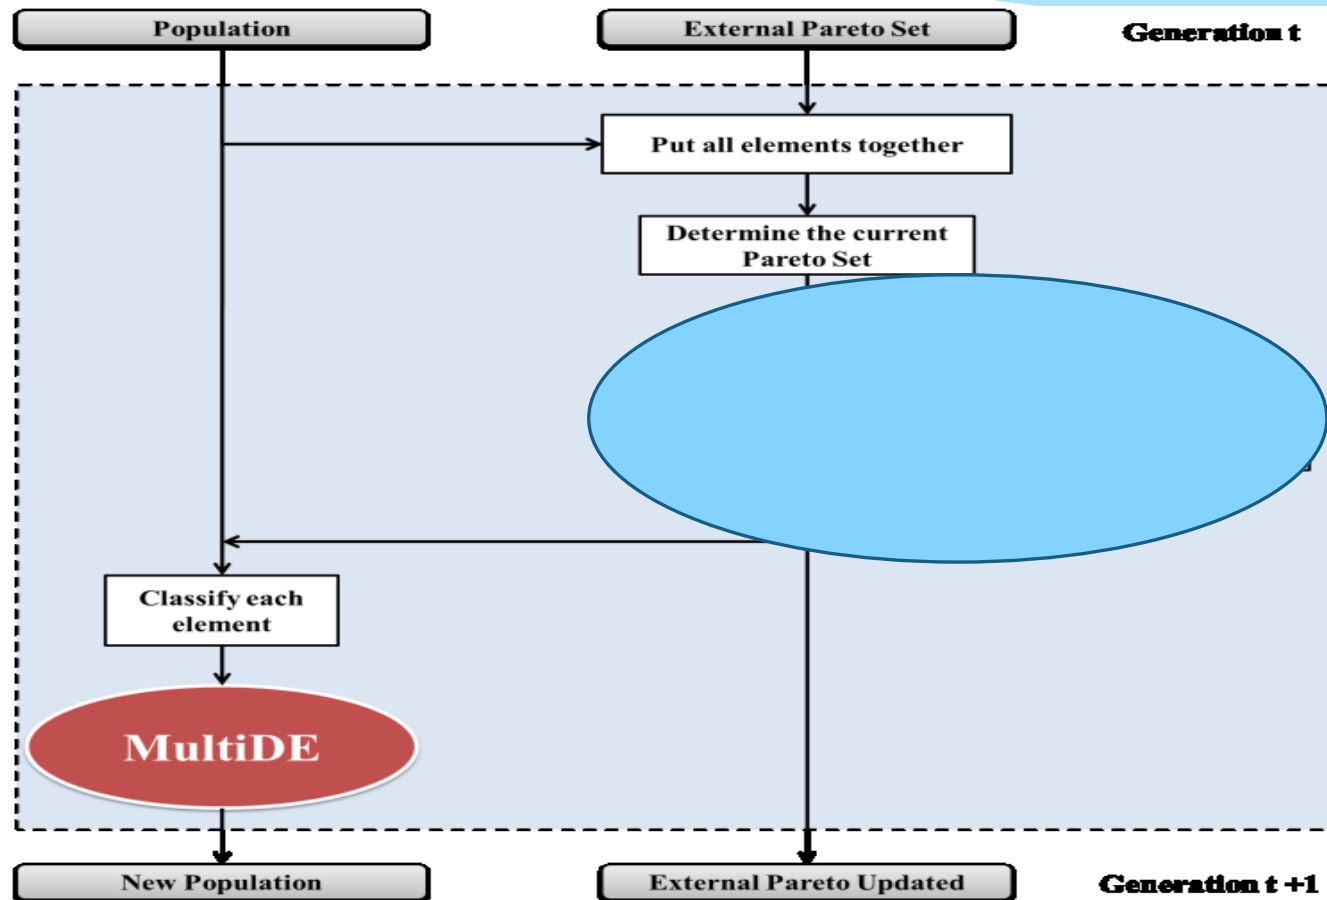 Population
External Pareto Set
Generation t
Put all elements together
Determine the current
Pareto Set
Classify each
element
MultiDE
New Population
External Pareto Updated
Generation t +1